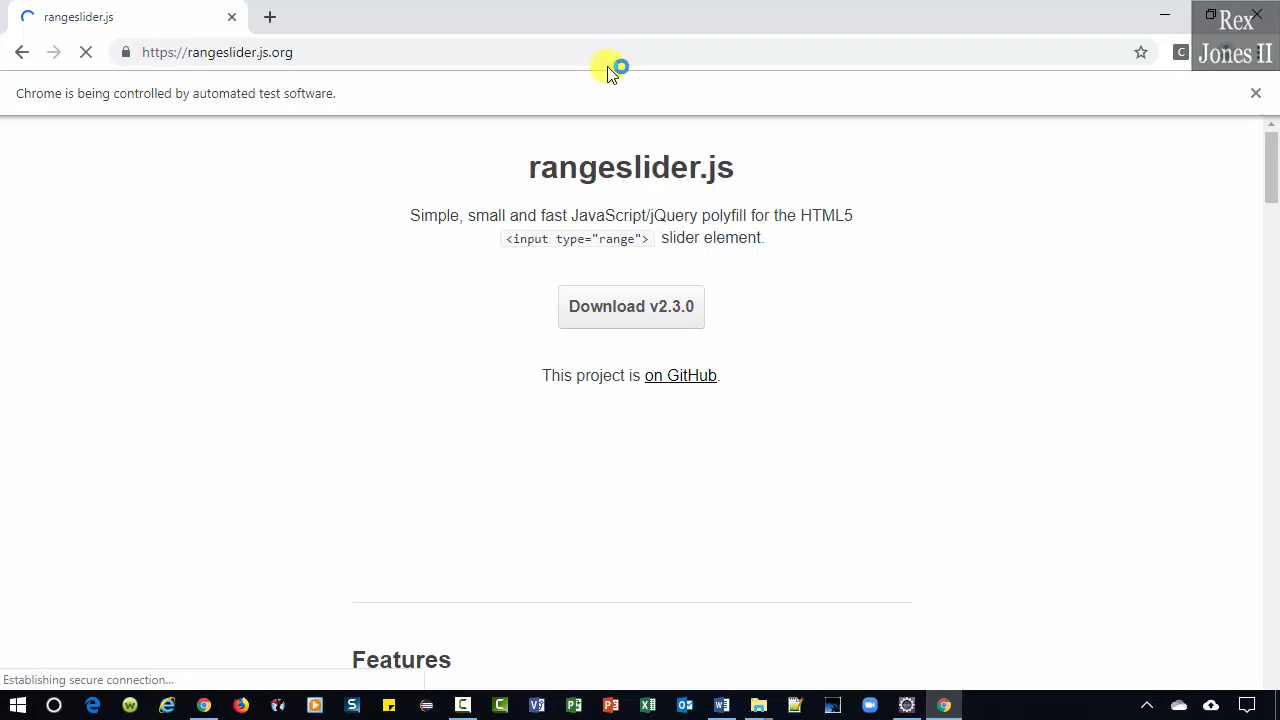 rangeslider.js
Rex
Jones II
https://rangeslider.js.org
C
Chrome is being controlled by automated test software.
rangeslider.js
Simple, small and fast JavaScript/jQuery polyfill for the HTML5
<input type="range"> slider element.
Download v2.3.0
This project is on GitHub.
Features
Establishing secure connection...